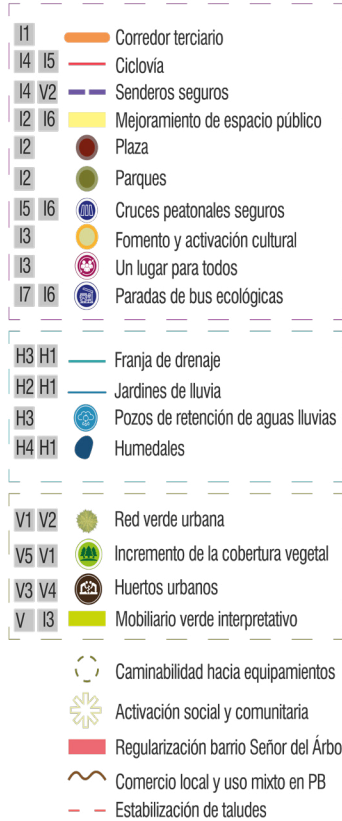 I1 Corredor terciario
I4 I5 Ciclovía
I4 V2 Senderos seguros
I2 I6 Mejoramiento de espacio público
I2 Plaza
I2 Parques
I5 I6 Cruces peatonales seguros
I3 Fomento y activación cultural
I3 Un lugar para todos
I7 I6 Paradas de bus ecológicas
H3 H1 Franja de drenaje
H2 H1 Jardines de lluvia
H3 Pozos de retención de aguas lluvias
H4 H1 Humedales
V1 V2 Red verde urbana
V5 V1 Incremento de la cobertura vegetal
V3 V4 Huertos urbanos
V I3 Mobiliario verde interpretativo
Caminabilidad hacia equipamientos
Activación social y comunitaria
Regularización barrio Señor del Árbo
Comercio local y uso mixto en PB
Estabilización de taludes